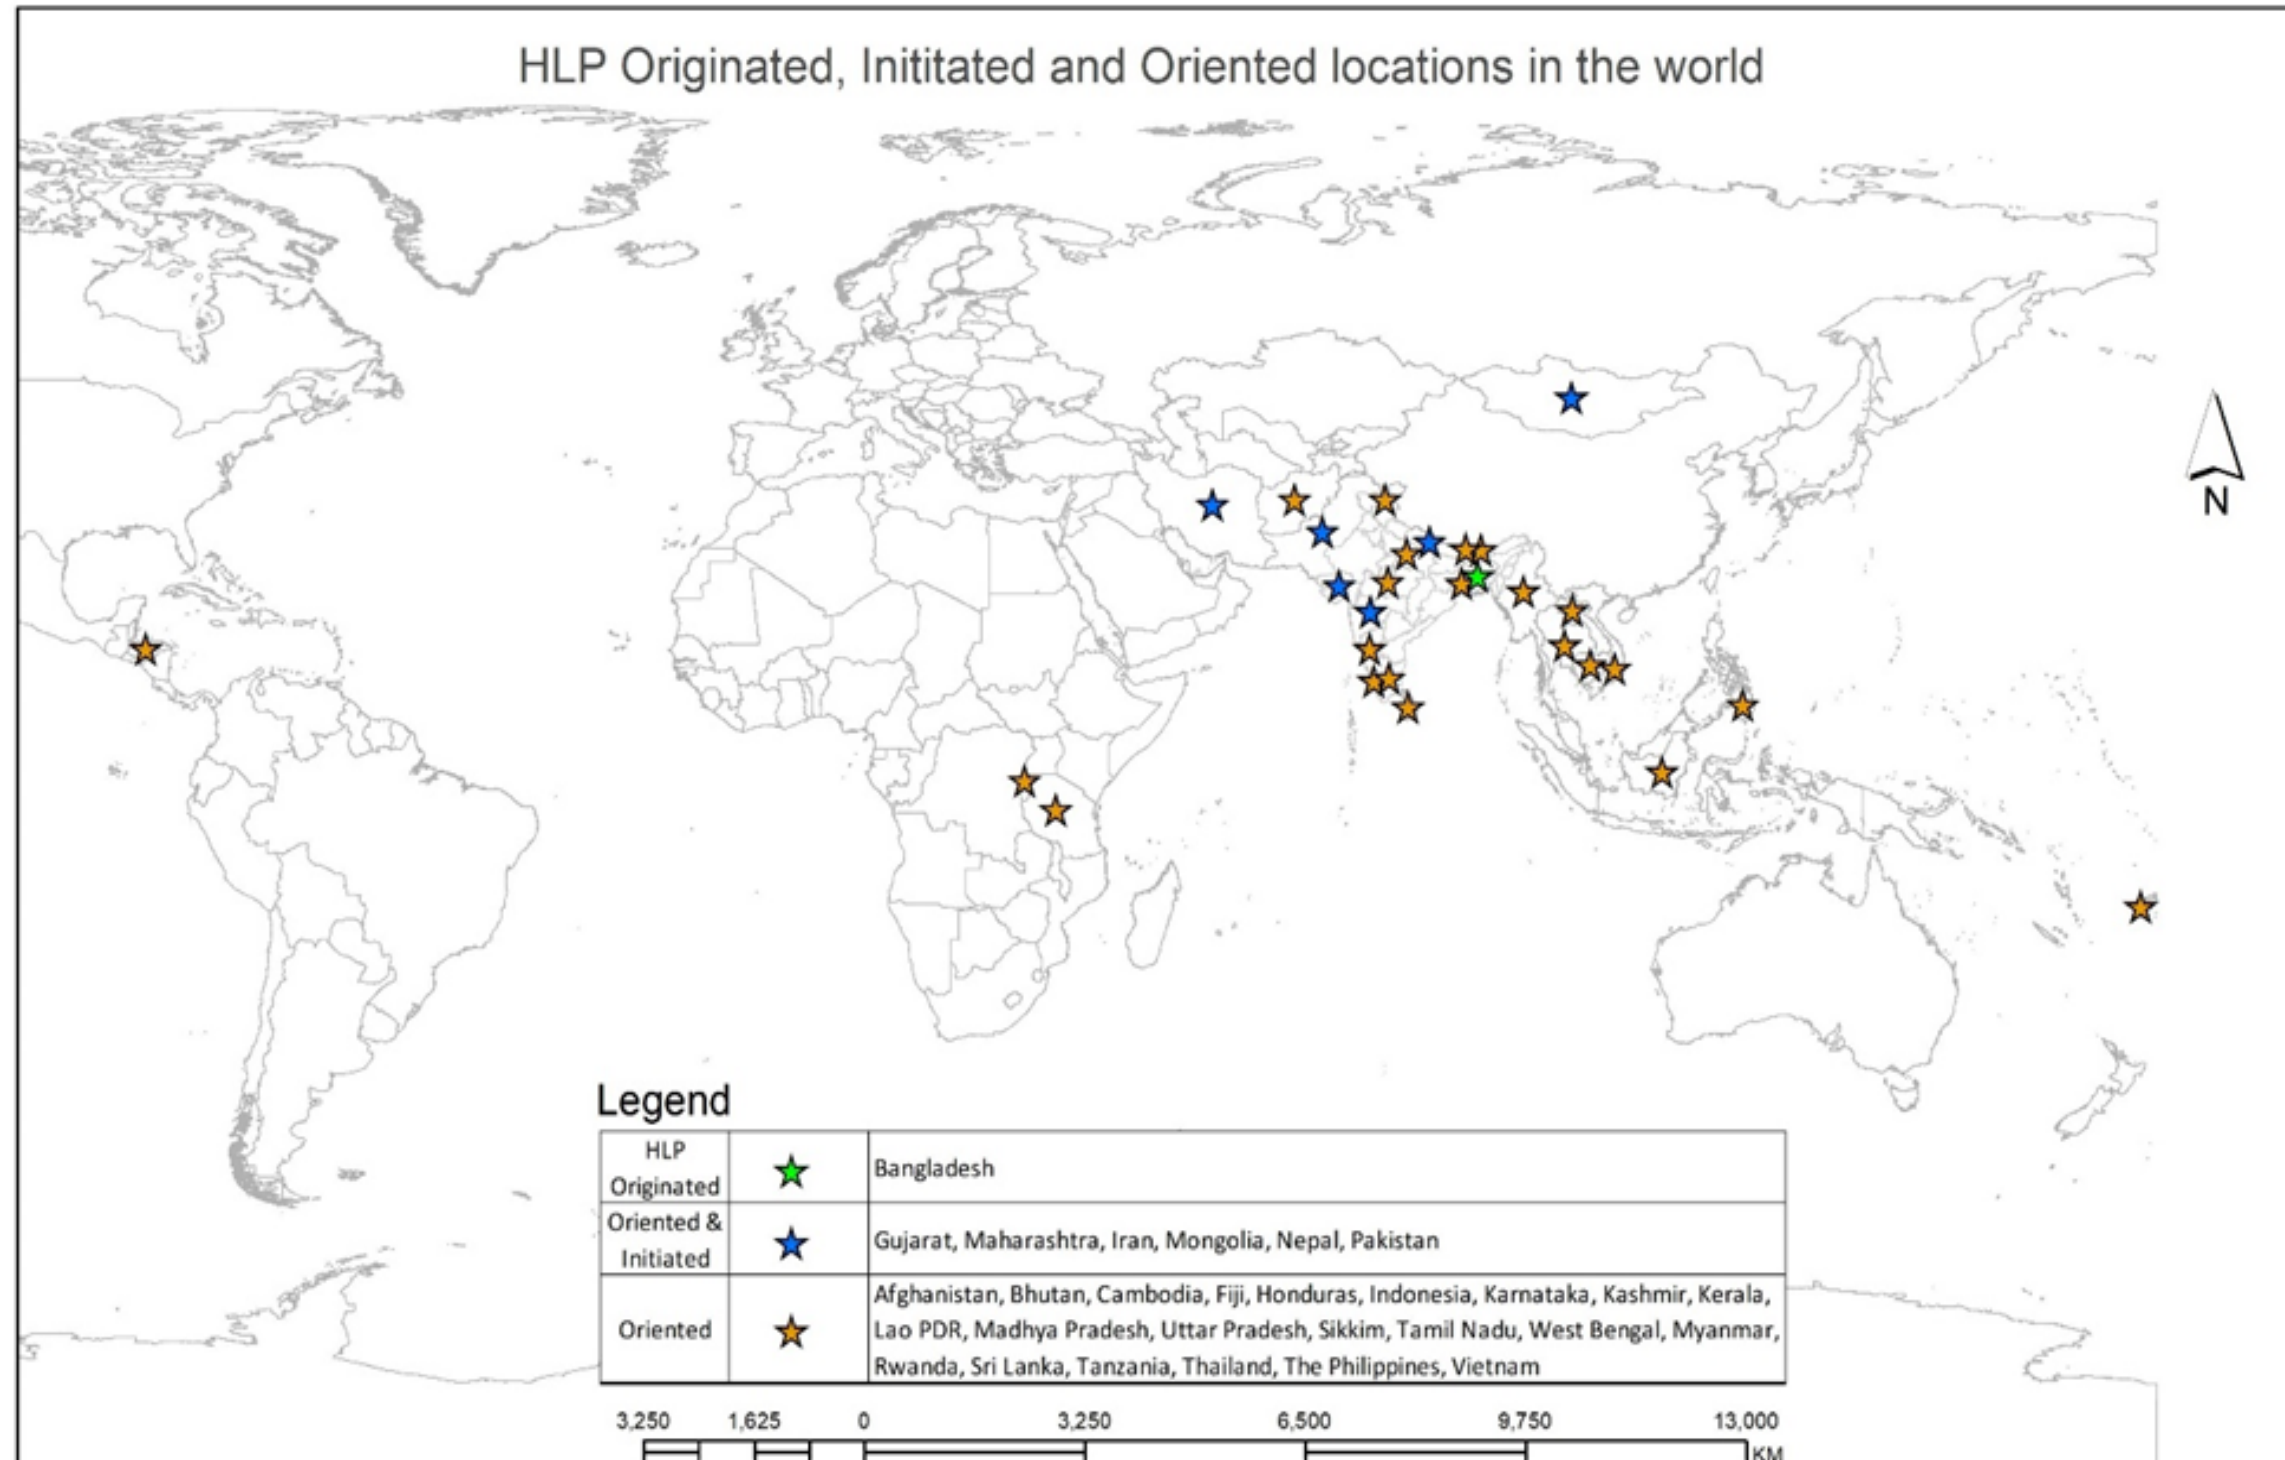 HLP Originated, Inititated and Oriented locations in the world
N
Legend
HLP
Originated
Bangladesh
Oriented &
Initiated
Gujarat, Maharashtra, Iran, Mongolia, Nepal, Pakistan
Oriented
Afghanistan, Bhutan, Cambodia, Fiji, Honduras, Indonesia, Karnataka, Kashmir, Kerala,
Lao PDR, Madhya Pradesh, Uttar Pradesh, Sikkim, Tamil Nadu, West Bengal, Myanmar,
Rwanda, Sri Lanka, Tanzania, Thailand, The Philippines, Vietnam
3,250 1,625 0 3,250 6,500 9,750 13,000
KM